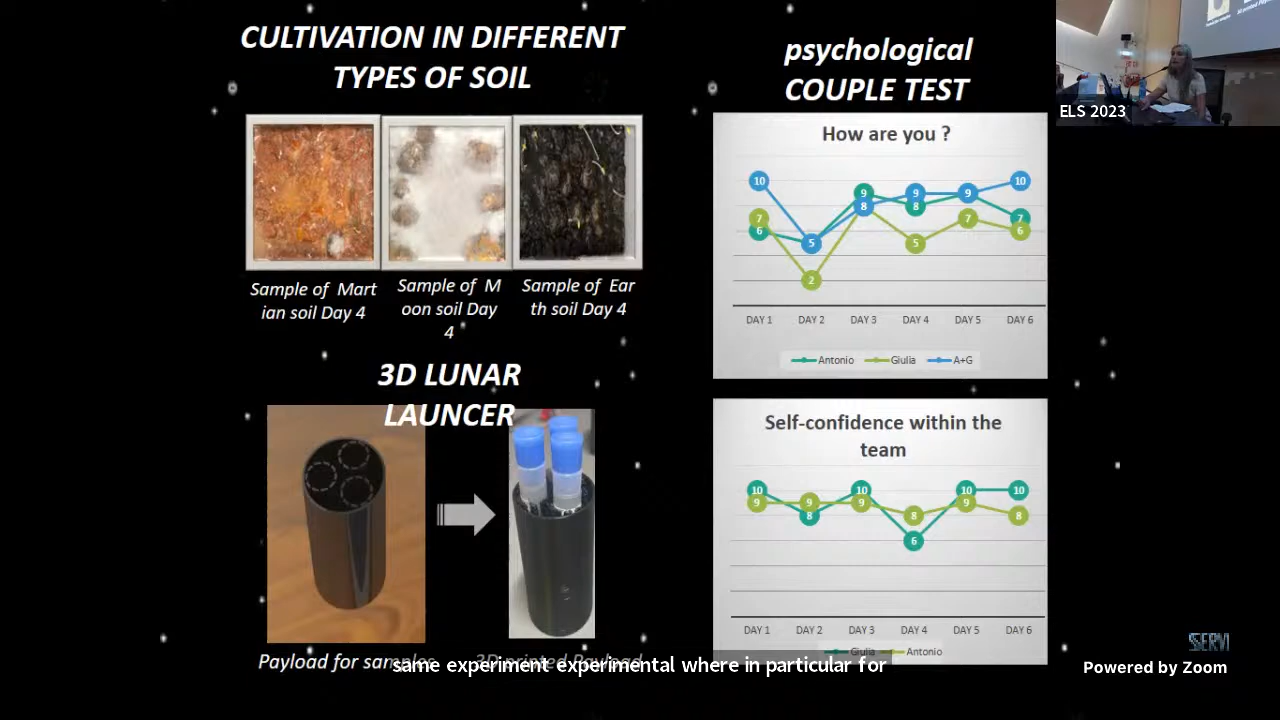 CULTIVATION IN DIFFERENT
TYPES OF SOIL
Sample of Mart
ian soil Day 4
Sample of M
oon soil Day
4
Sample of Ear
th soil Day 4
3D LUNAR
LAUNCER
Payload for samples
3D printed Payload
psychological
COUPLE TEST
How are you ?
10
7
6
5
2
9
8
9
8
5
9
7
10
7
6
DAY 1 DAY 2 DAY 3 DAY 4 DAY 5 DAY 6
Antonio Giulia A+G
Self-confidence within the
team
10
9
9
8
10
9
8
6
10
9
10
8
DAY 1 DAY 2 DAY 3 DAY 4 DAY 5 DAY 6
Giulia Antonio
same experiment experimental where in particular for
ELS 2023
SERVI
Powered by Zoom